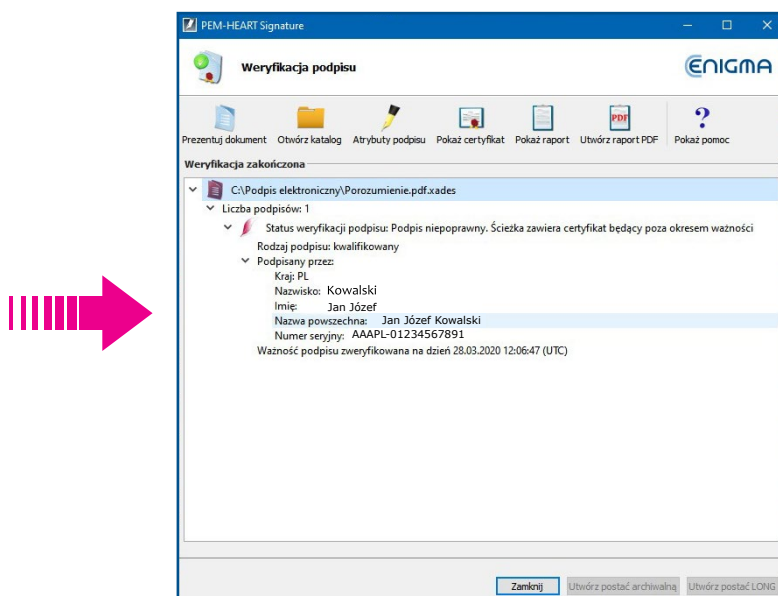 PEM-HEART Signature
Weryfikacja podpisu
ENIGMA
Prezentuj dokument Otwórz katalog Atrybuty podpisu Pokaż certyfikat Pokaż raport Utwórz raport PDF Pokaż pomoc
Weryfikacja zakończona
C:\Podpis elektroniczny\Porozumienie.pdf.xades
Liczba podpisów: 1
Status weryfikacji podpisu: Podpis niepoprawny. Ścieżka zawiera certyfikat będący poza okresem ważności
Rodzaj podpisu: kwalifikowany
Podpisany przez:
Kraj: PL
Nazwisko: Kowalski
Imię: Jan Józef
Nazwa powszechna: Jan Józef Kowalski
Numer seryjny: AAAPL-01234567891
Ważność podpisu zweryfikowana na dzień 28.03.2020 12:06:47 (UTC)
Zamknij Utwórz postać archiwalną Utwórz postać LONG